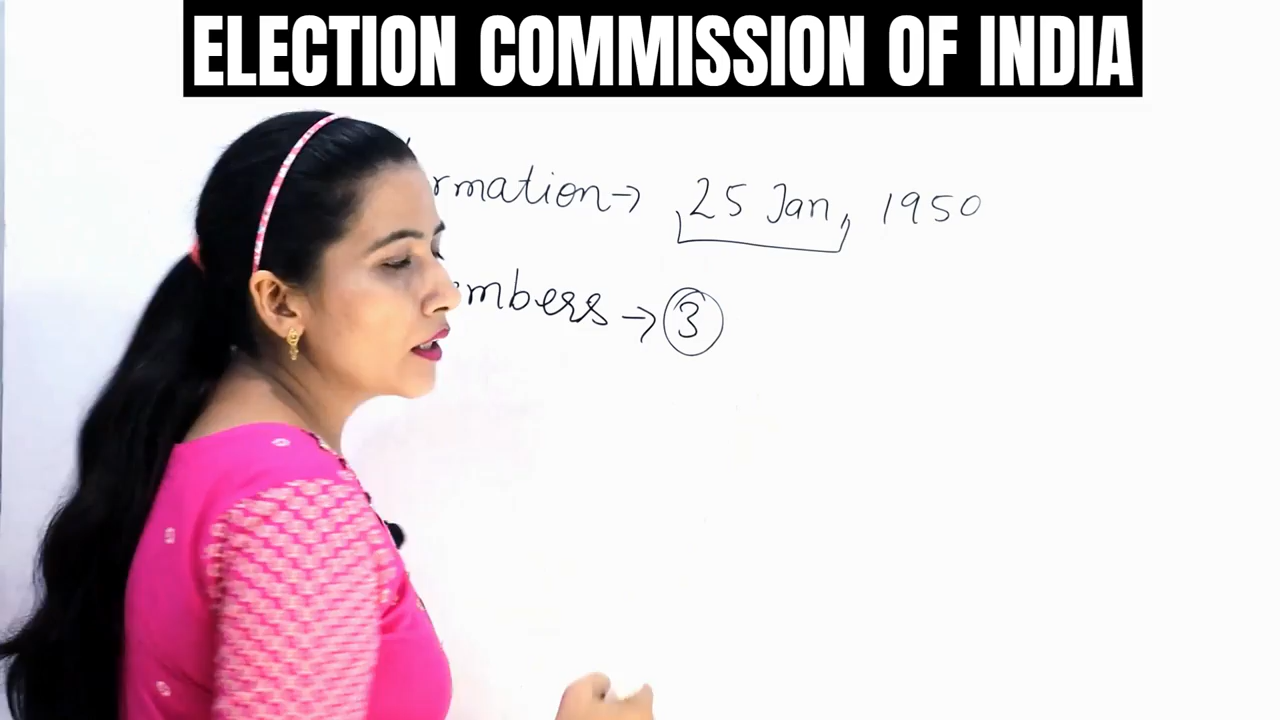 ELECTION COMMISSION OF INDIA
rmation → 25 Jan, 1950
mbers → 3